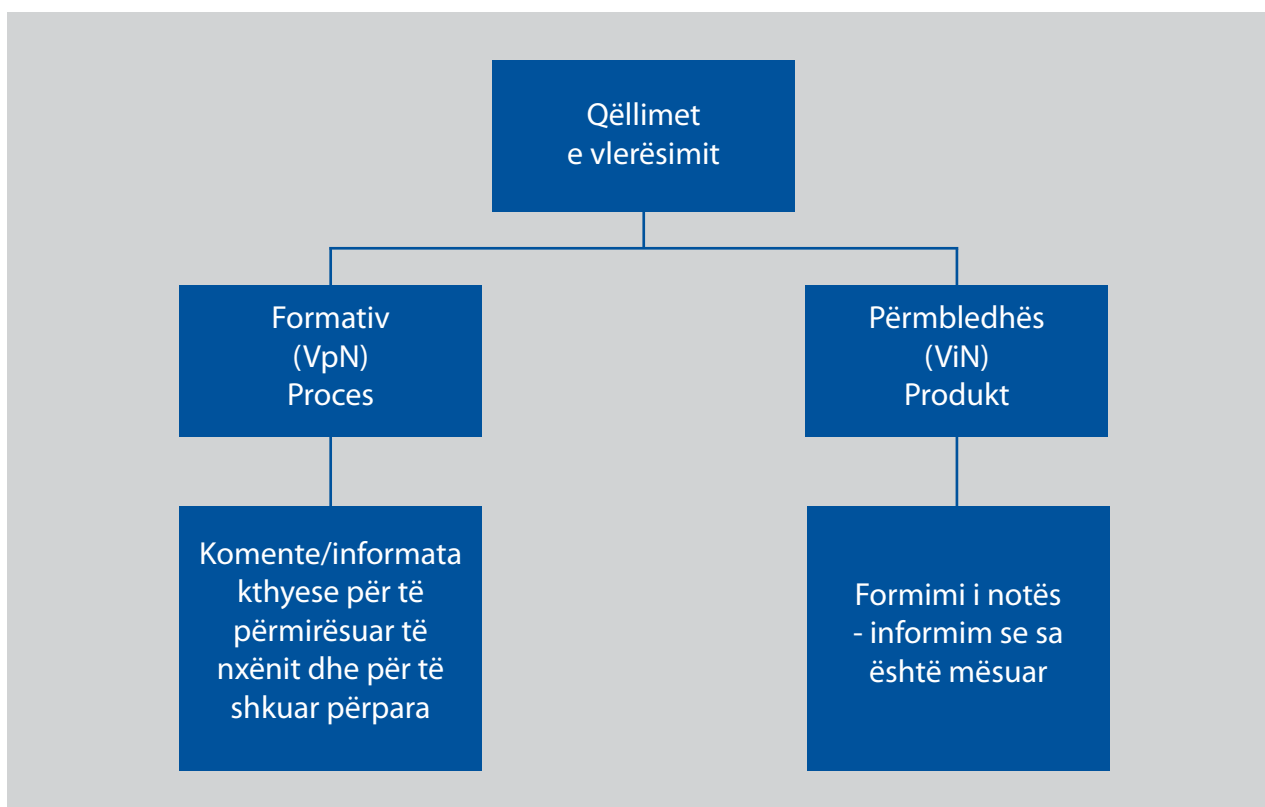 Qëllimet
e vlerësimit
Formativ
(VpN)
Proces
Përmbledhës
(ViN)
Produkt
Komente/informata
kthyese për të
përmirësuar të
nxënit dhe për të
shkuar përpara
Formimi i notës
- informim se sa
është mësuar